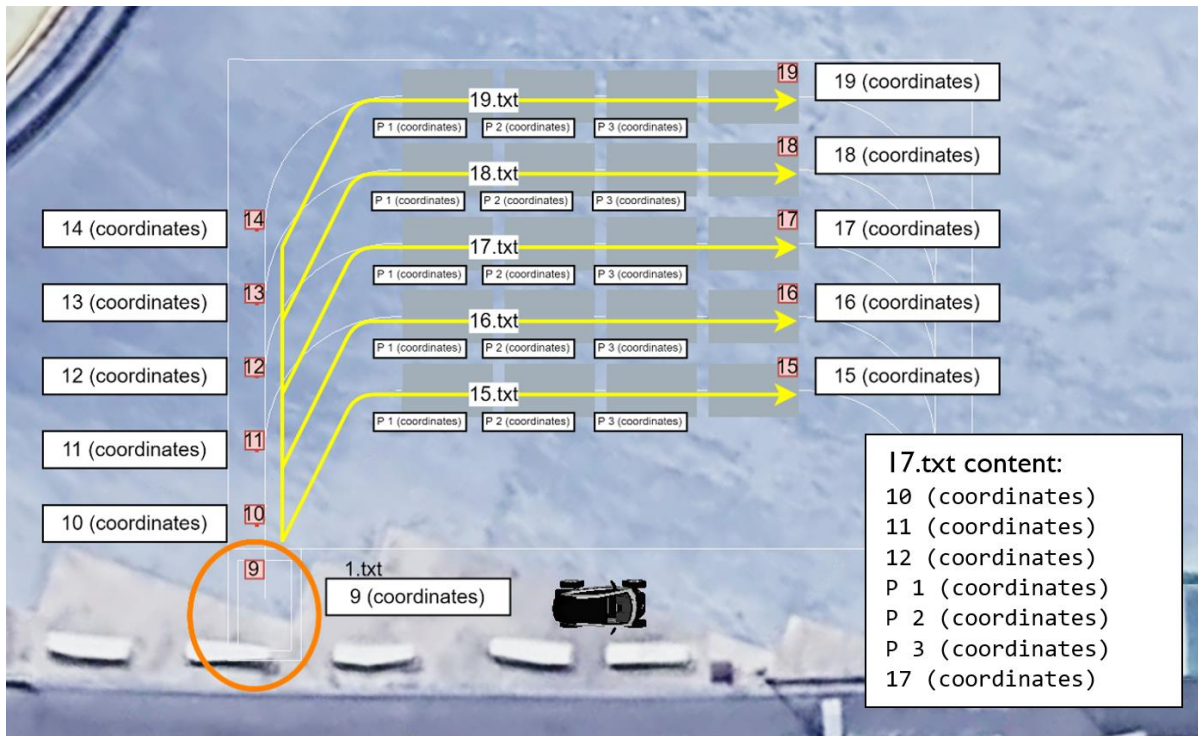 19
19 (coordinates)
19.txt
P 1 (coordinates)
P 2 (coordinates)
P 3 (coordinates)
18
18 (coordinates)
18.txt
P 1 (coordinates)
P 2 (coordinates)
P 3 (coordinates)
14
14 (coordinates)
17
17 (coordinates)
17.txt
P 1 (coordinates)
P 2 (coordinates)
P 3 (coordinates)
13
13 (coordinates)
16
16 (coordinates)
16.txt
P 1 (coordinates)
P 2 (coordinates)
P 3 (coordinates)
12
12 (coordinates)
15
15 (coordinates)
15.txt
P 1 (coordinates)
P 2 (coordinates)
P 3 (coordinates)
11
11 (coordinates)
10
10 (coordinates)
9
1.txt
9 (coordinates)
17.txt content:
10 (coordinates)
11 (coordinates)
12 (coordinates)
P 1 (coordinates)
P 2 (coordinates)
P 3 (coordinates)
17 (coordinates)